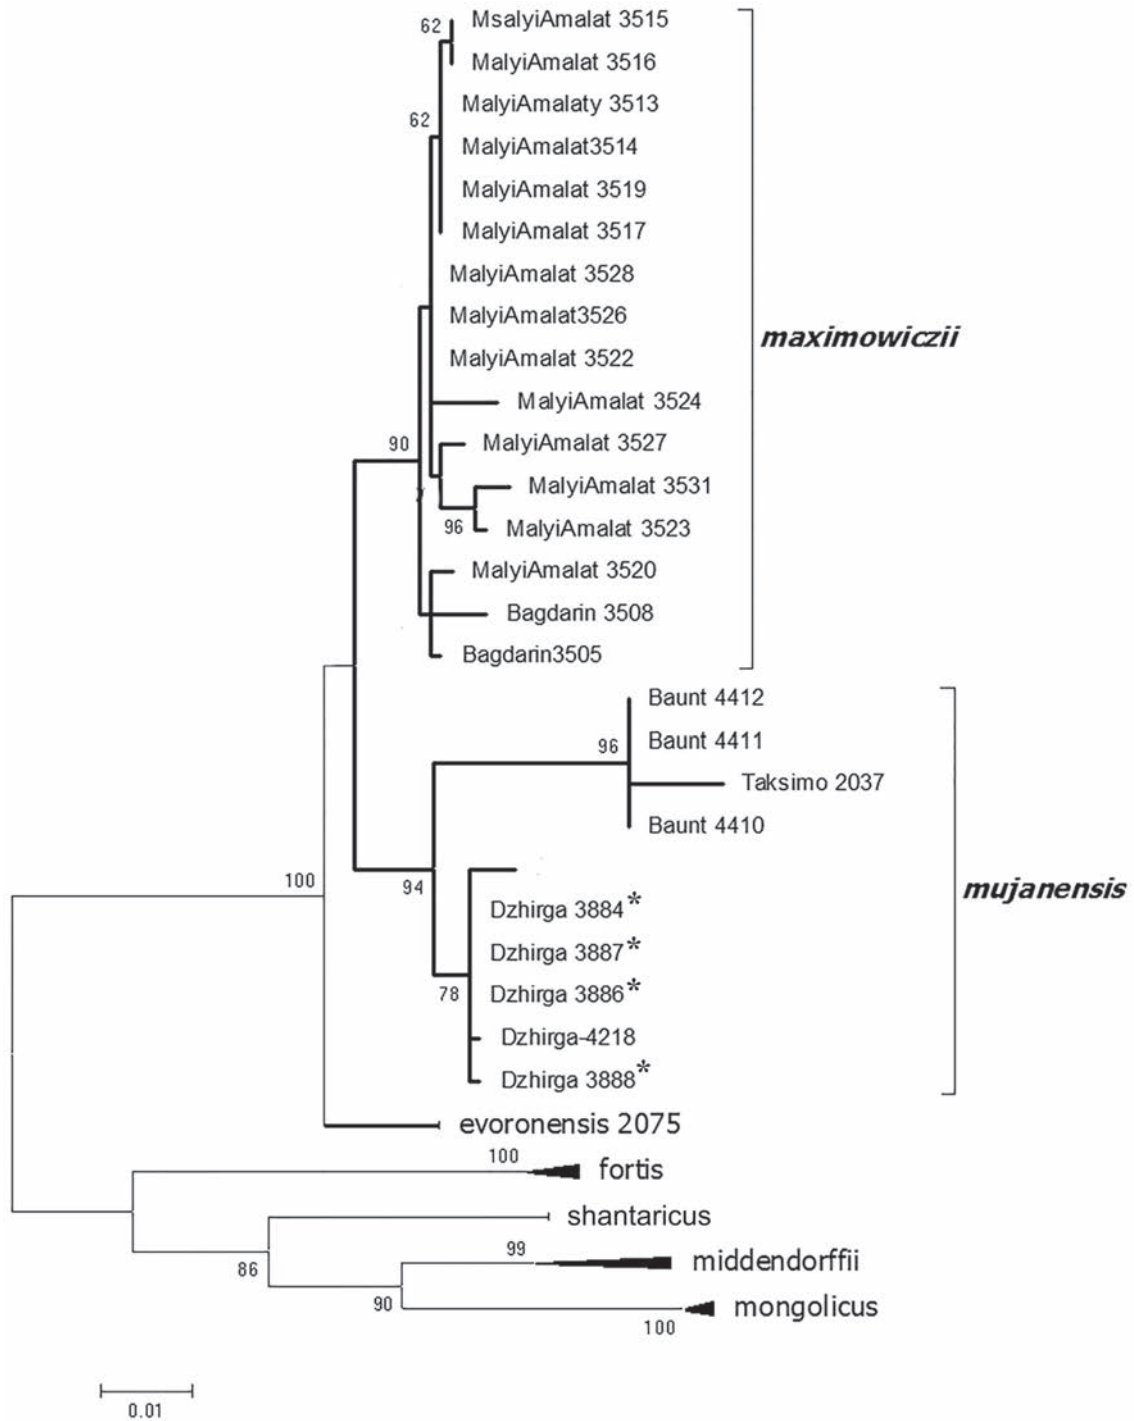 62
MsalyiAmalat 3515
MalyiAmalat 3516
MalyiAmalaty 3513
62
MalyiAmalat3514
MalyiAmalat 3519
MalyiAmalat 3517
MalyiAmalat 3528
MalyiAmalat3526
maximowiczii
MalyiAmalat 3522
MalyiAmalat 3524
90
MalyiAmalat 3527
MalyiAmalat 3531
96
MalyiAmalat 3523
MalyiAmalat 3520
Bagdarin 3508
Bagdarin3505
Baunt 4412
96
Baunt 4411
Taksimo 2037
Baunt 4410
100
94
mujanensis
Dzhirga 3884*
Dzhirga 3887*
78
Dzhirga 3886*
Dzhirga-4218
Dzhirga 3888*
evoronensis 2075
100
fortis
shantaricus
86
99
middendorffii
90
mongolicus
100
0.01